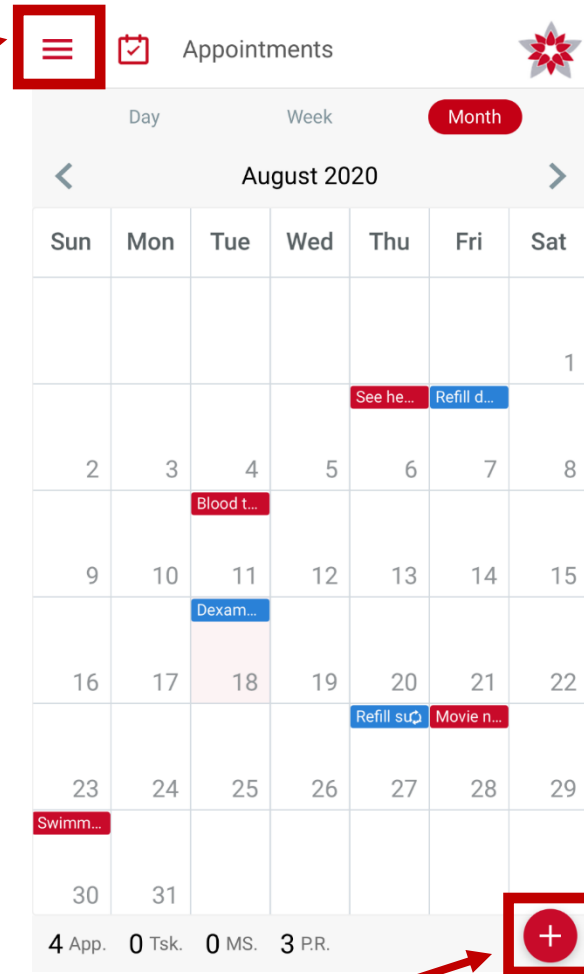 Appointments
Day Week Month
August 2020
Sun Mon Tue Wed Thu Fri Sat
1
See he... Refill d...
2 3 4 5 6 7 8
Blood t...
9 10 11 12 13 14 15
Dexam...
16 17 18 19 20 21 22
Refill su Movie n...
23 24 25 26 27 28 29
Swimm...
30 31
4 App. 0 Tsk. 0 MS. 3 P.R. +